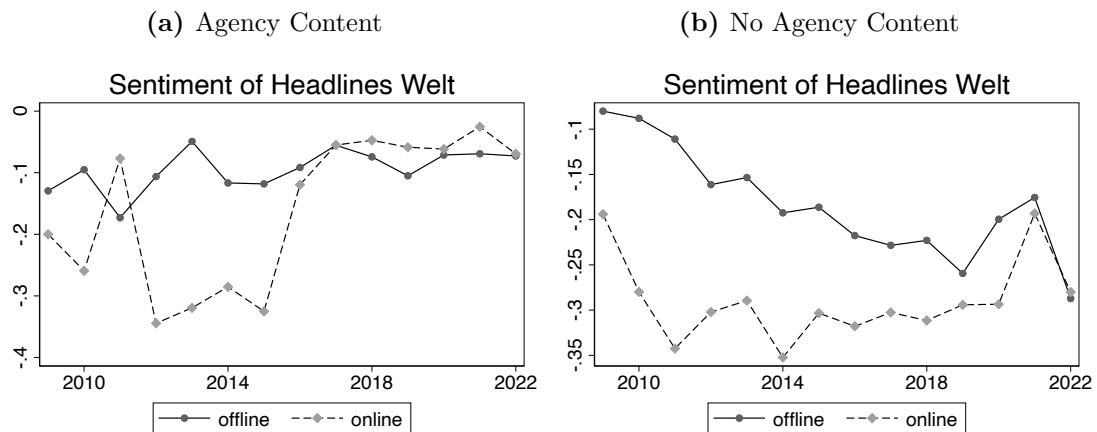 (a) Agency Content
(b) No Agency Content
Sentiment of Headlines Welt
0
-.1
-.2
-.3
-.4
2010 2014 2018 2022
offline online
Sentiment of Headlines Welt
-.1
-.15
-.2
-.25
-.3
-.35
2010 2014 2018 2022
offline online